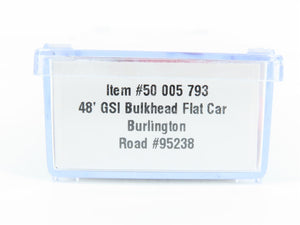 Item #50 005 793
48' GSI Bulkhead Flat Car
Burlington
Road #95238